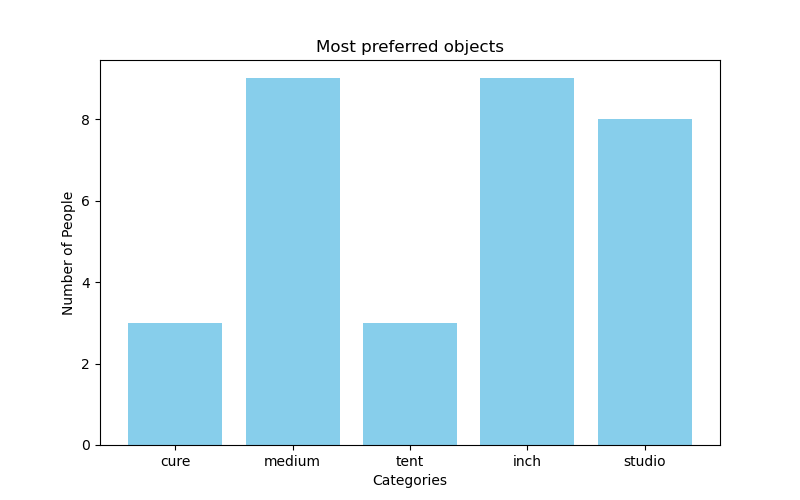 Most preferred objects
Number of People
8
6
4
2
0
cure medium tent inch studio
Categories